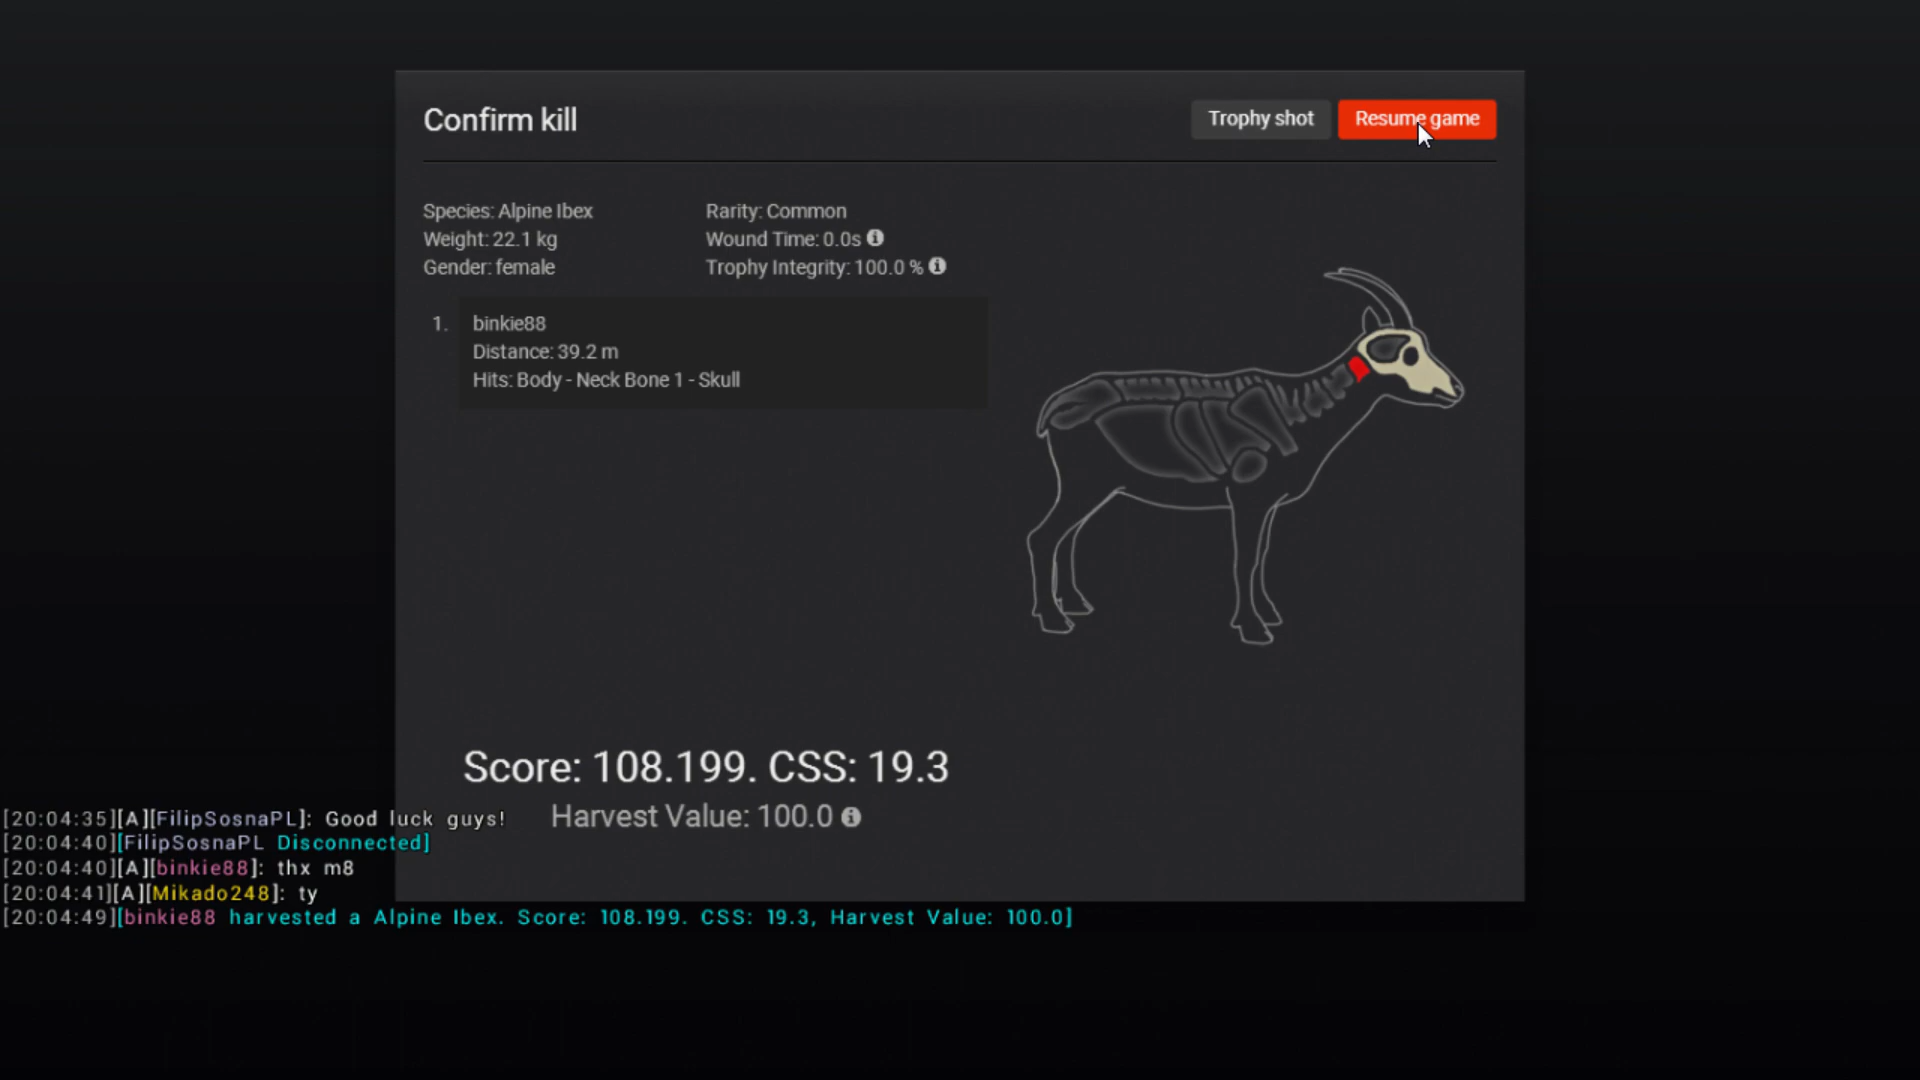 Confirm kill
Trophy shot
Resume game
Species: Alpine Ibex
Weight: 22.1 kg
Gender: female
Rarity: Common
Wound Time: 0.0s
Trophy Integrity: 100.0 %
1. binkie88
Distance: 39.2 m
Hits: Body - Neck Bone 1 - Skull
Score: 108.199. CSS: 19.3
Harvest Value: 100.0
[20:04:35][A][FilipSosnaPL]: Good luck guys!
[20:04:40][FilipSosnaPL Disconnected]
[20:04:40][A][binkie88]: thx m8
[20:04:41][A][Mikado248]: ty
[20:04:49][binkie88 harvested a Alpine Ibex. Score: 108.199. CSS: 19.3, Harvest Value: 100.0]